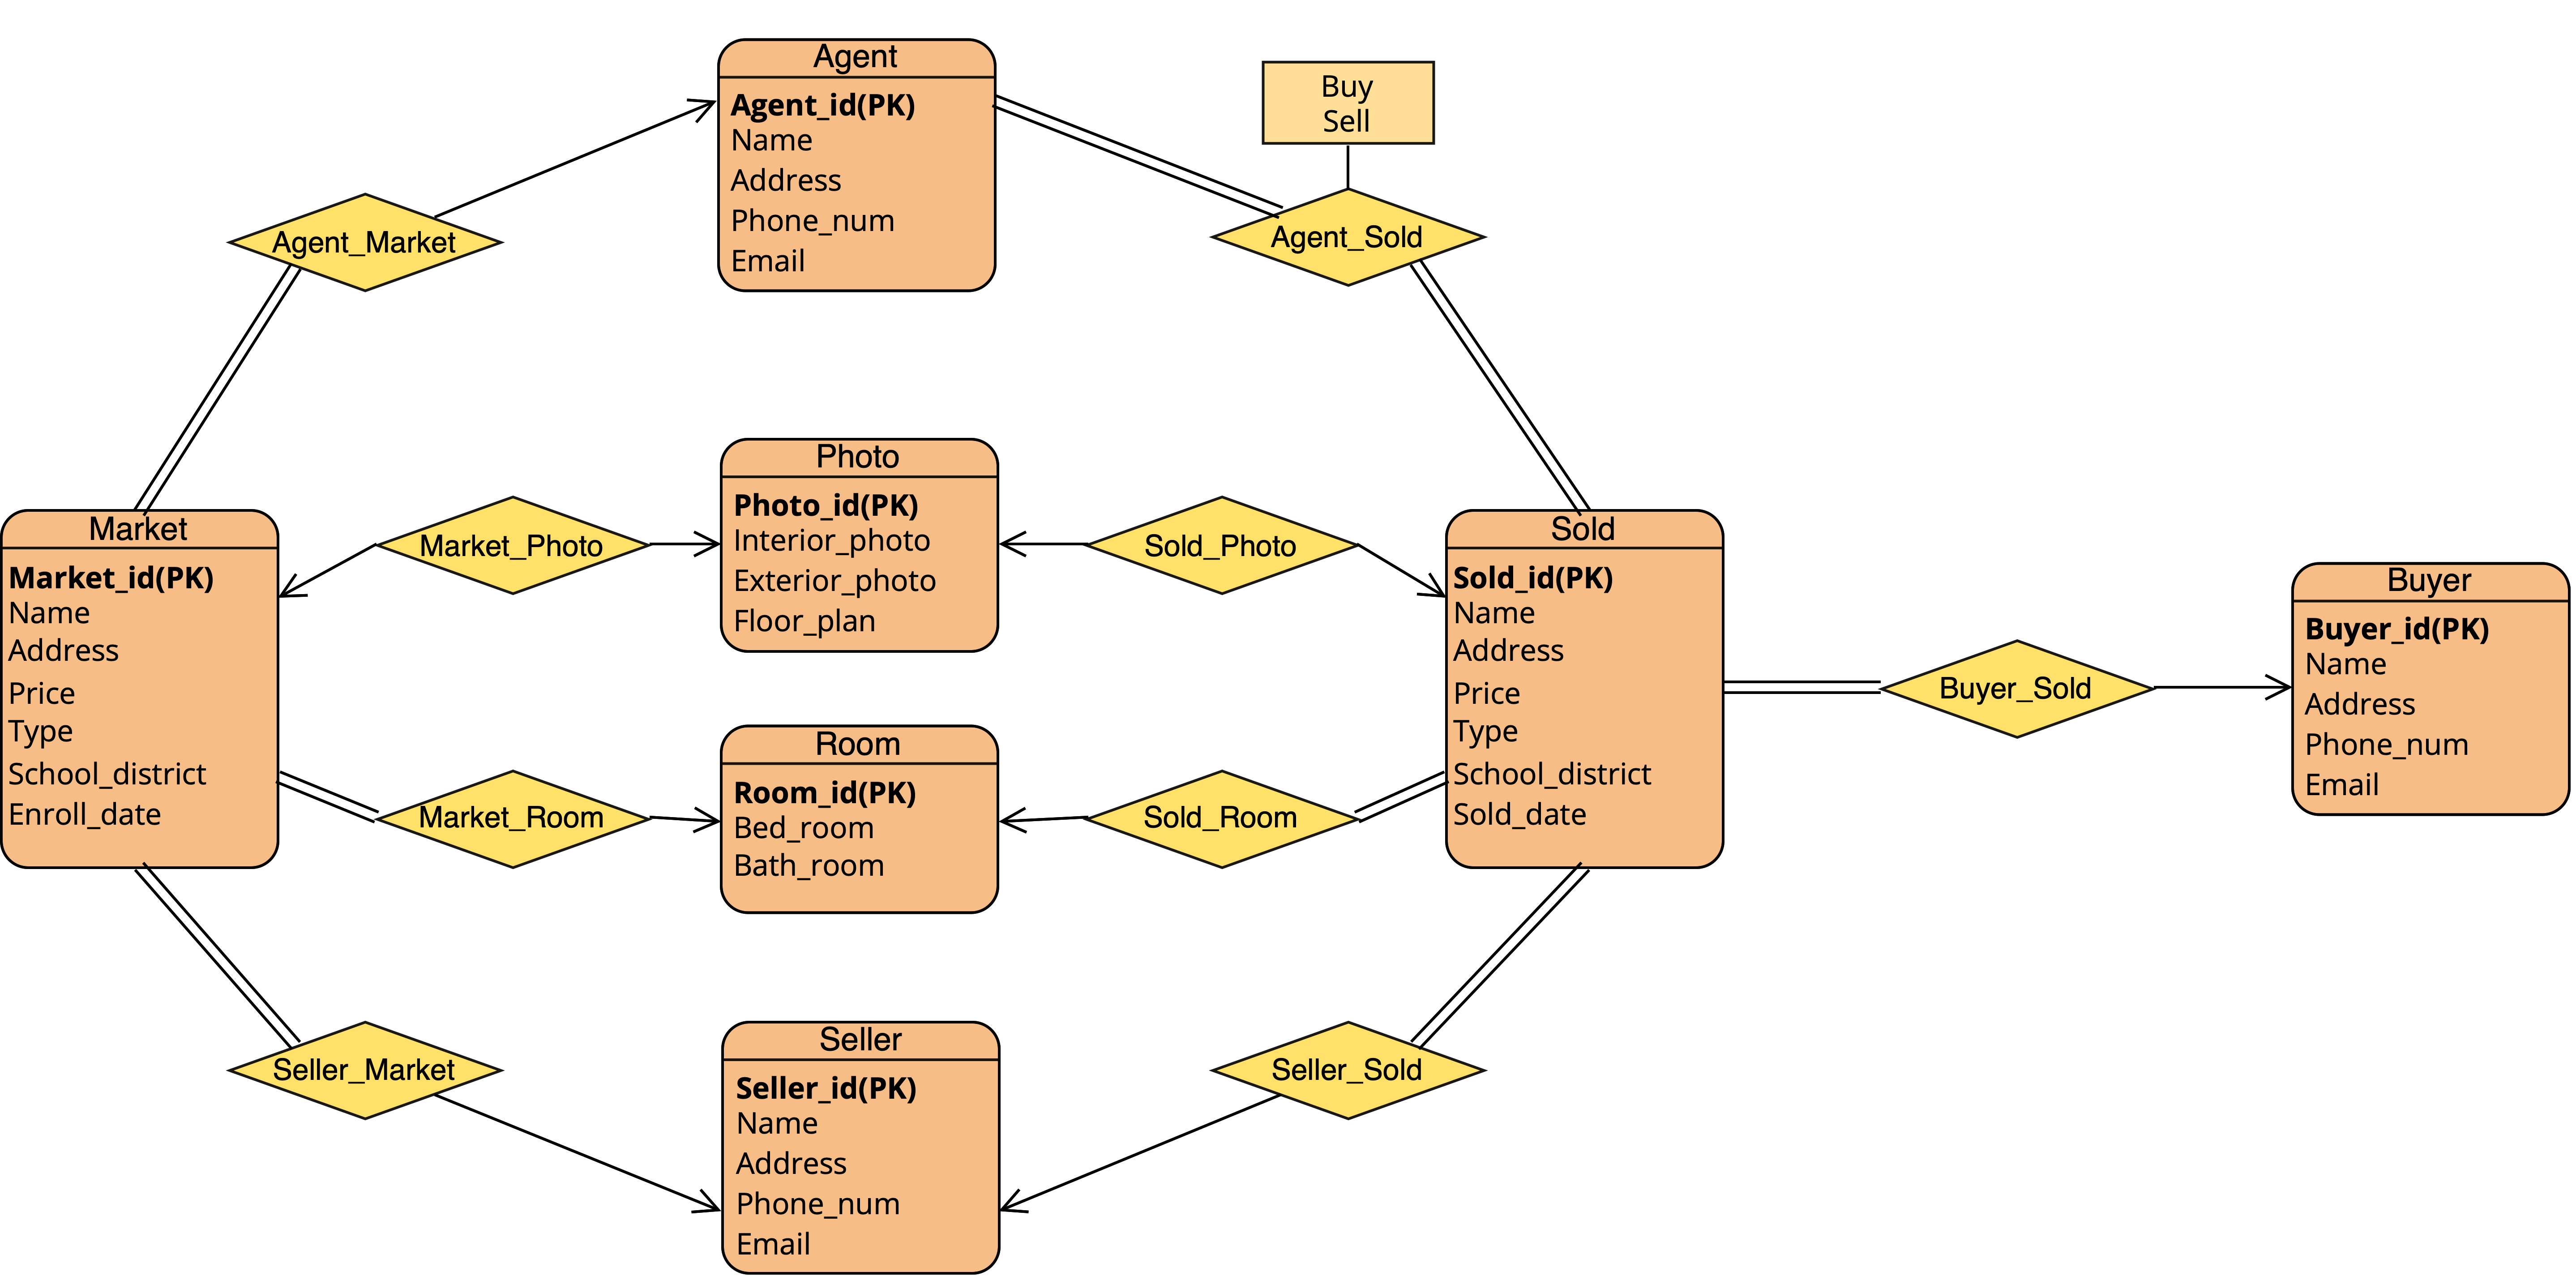 Agent
Agent_id(PK)
Name
Address
Phone_num
Email
Buy
Sell
Agent_Market
Agent_Sold
Photo
Photo_id(PK)
Interior_photo
Exterior_photo
Floor_plan
Market_Photo
Sold_Photo
Market
Market_id(PK)
Name
Address
Price
Type
School_district
Enroll_date
Sold
Sold_id(PK)
Name
Address
Price
Type
School_district
Sold_date
Buyer_Sold
Buyer
Buyer_id(PK)
Name
Address
Phone_num
Email
Room
Room_id(PK)
Bed_room
Bath_room
Market_Room
Sold_Room
Seller_Market
Seller_Sold
Seller
Seller_id(PK)
Name
Address
Phone_num
Email